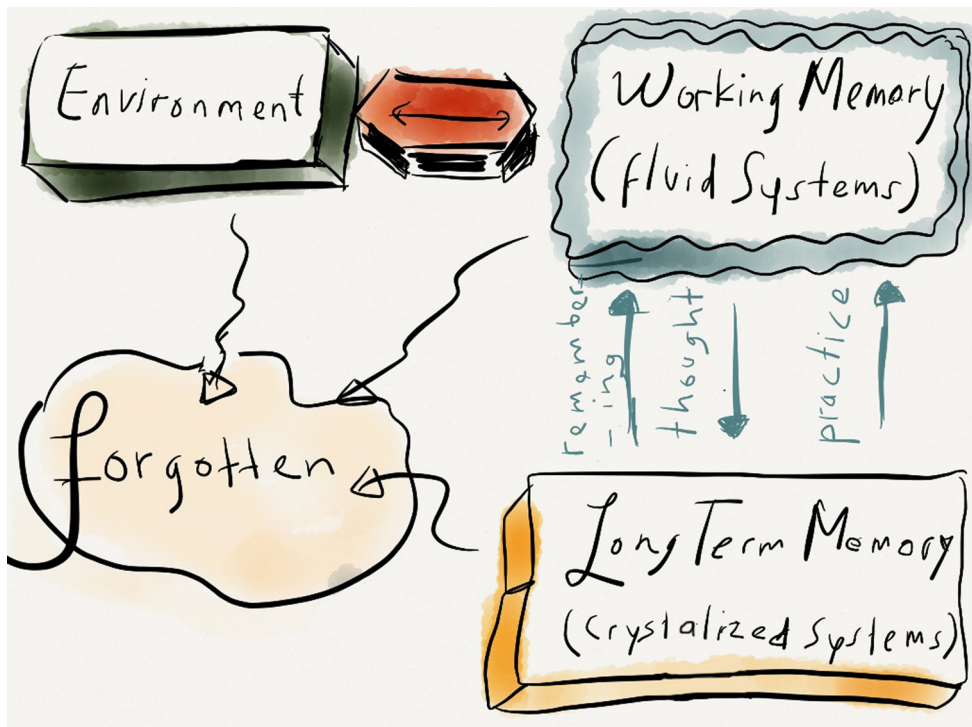 Environment
Working Memory
(fluid Systems)
remember
-ing
thought
practice
forgotten
Long Term Memory
(Crystalized Systems)